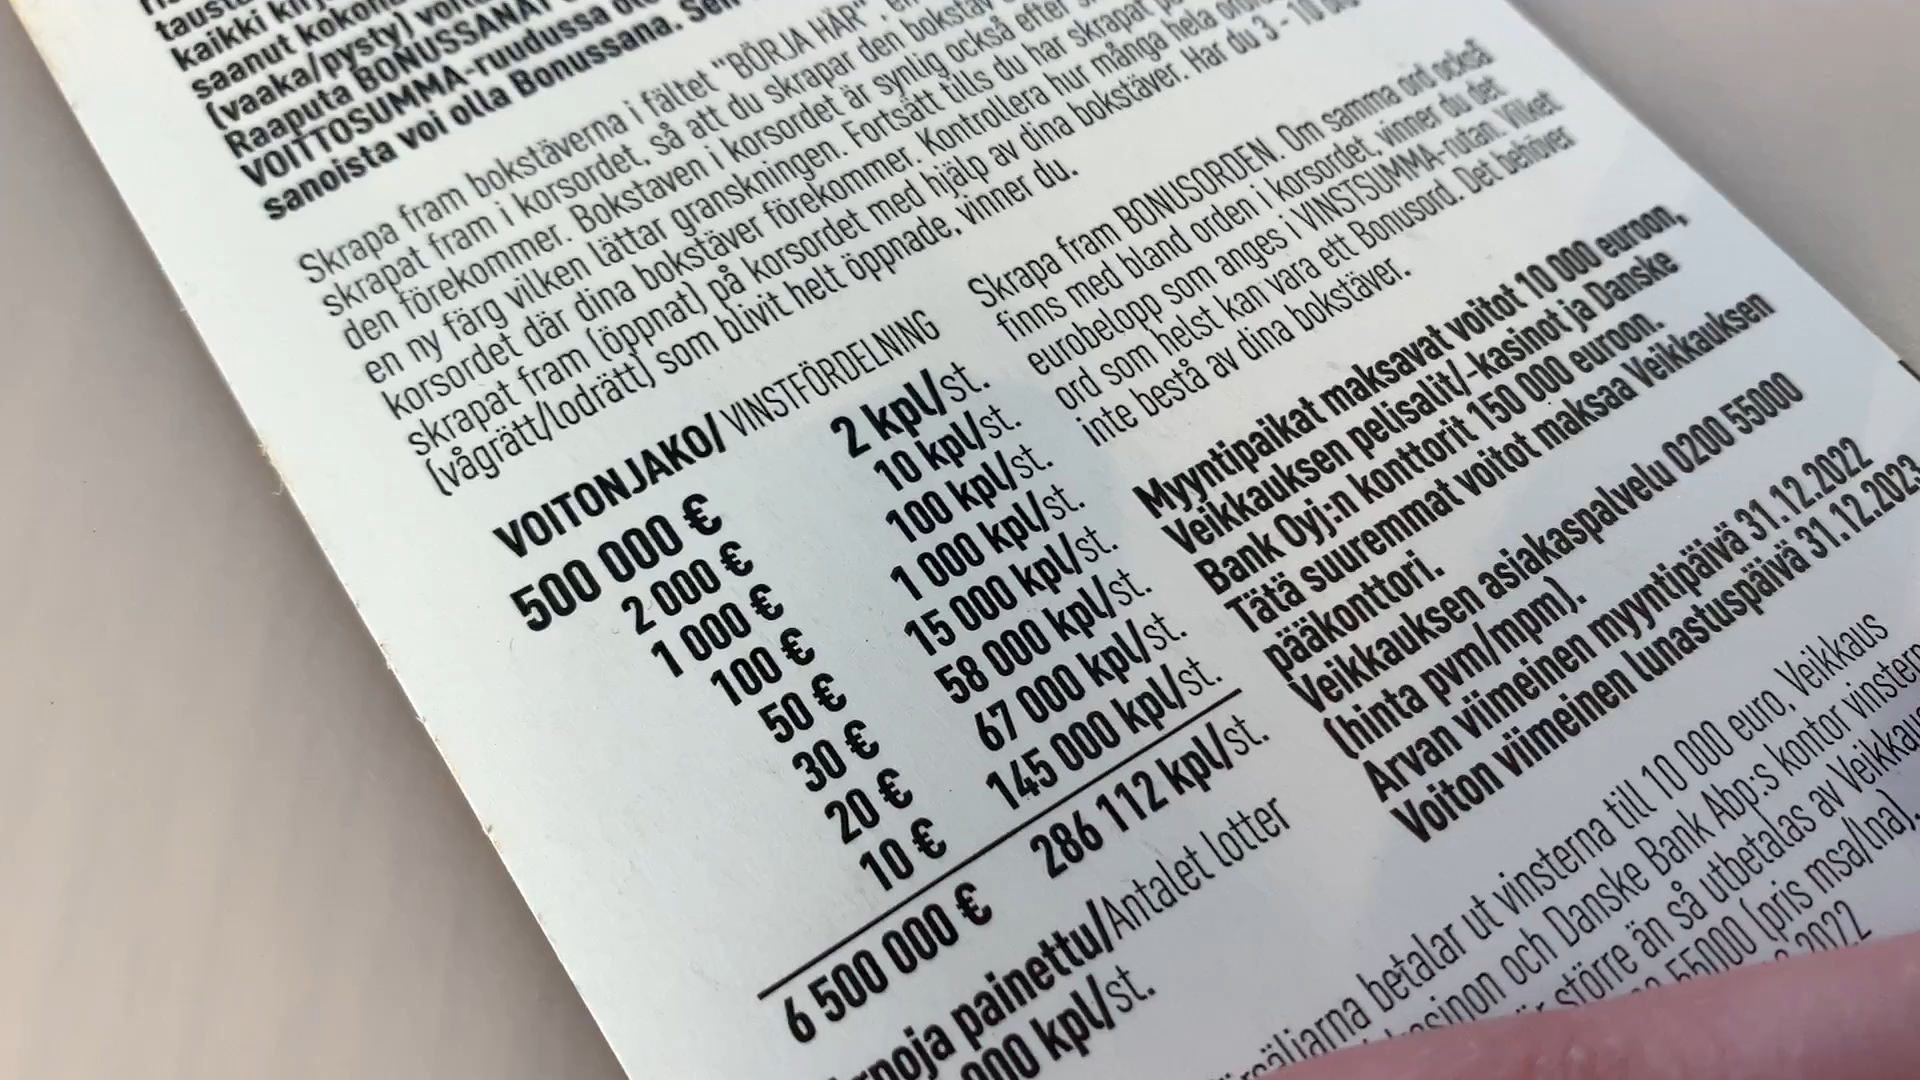 kaikki
saanut
(vaaka/pysty)
Raaputa BONUSSANAT
VOITTOSUMMA-ruudussa
sanoista voi olla Bonussana.
Skrapa fram bokstäverna i fältet "BÖRJA HÄR",
skrapat fram i korsordet, så att du skrapar den bokstav
den förekommer. Bokstaven i korsordet är synlig också efter
en ny färg vilken lättar granskningen. Fortsätt tills du har skrapat
korsordet där dina bokstäver förekommer. Kontrollera hur många hela
skrapat fram (öppnat) på korsordet med hjälp av dina bokstäver. Har du 3 - 10
(vågrätt/lodrätt) som blivit helt öppnade, vinner du.
VOITONJAKO/ VINSTFÖRDELNING
500 000 € 2 kpl/st.
2 000 € 10 kpl/st.
1 000 € 100 kpl/st.
100 € 1 000 kpl/st.
50 € 15 000 kpl/st.
30 € 58 000 kpl/st.
20 € 67 000 kpl/st.
10 € 145 000 kpl/st.
6 500 000 € 286 112 kpl/st.
painettu/Antalet lotter
kpl/st.
Skrapa fram BONUSORDEN. Om samma ord också
finns med bland orden i korsordet, vinner du det
eurobelopp som anges i VINSTSUMMA-rutan. Vilket
ord som helst kan vara ett Bonusord. Det behöver
inte bestå av dina bokstäver.
Myyntipaikat maksavat voitot 10 000 euroon,
Veikkauksen pelisalit/-kasinot ja Danske
Bank Oyj:n konttorit 150 000 euroon.
Tätä suuremmat voitot maksaa Veikkauksen
pääkonttori.
Veikkauksen asiakaspalvelu 0200 55000
(hinta pvm/mpm).
Arvan viimeinen myyntipäivä 31.12.2022
Voiton viimeinen lunastuspäivä 31.12.2023
betalar ut vinsterna till 10 000 euro, Veikkaus
och Danske Bank Abp:s kontor
större än så utbetalas av
55000 (pris msa/lna).
2022